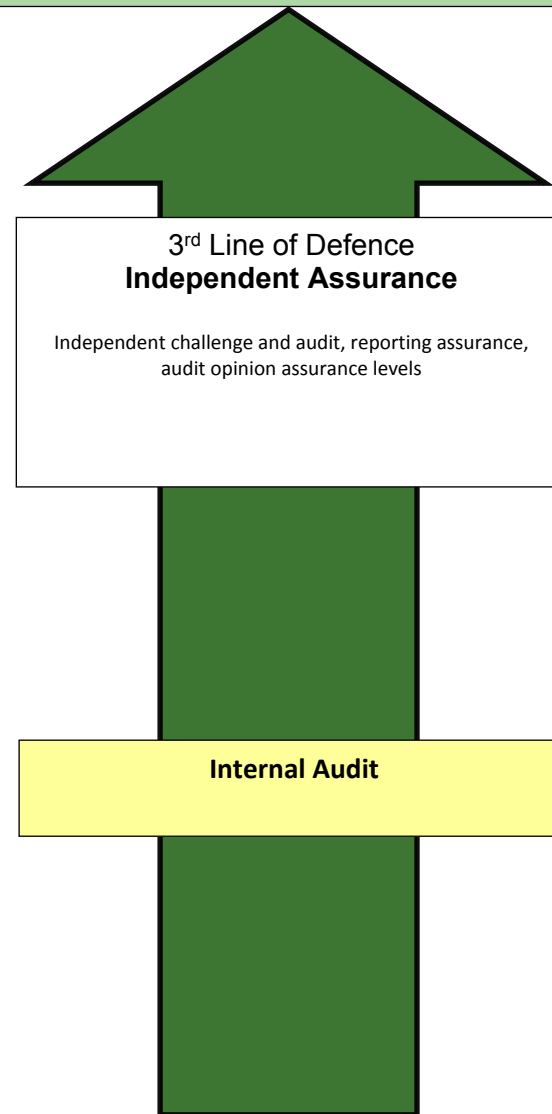 3rd Line of Defence
Independent Assurance
Independent challenge and audit, reporting assurance,
audit opinion assurance levels
Internal Audit